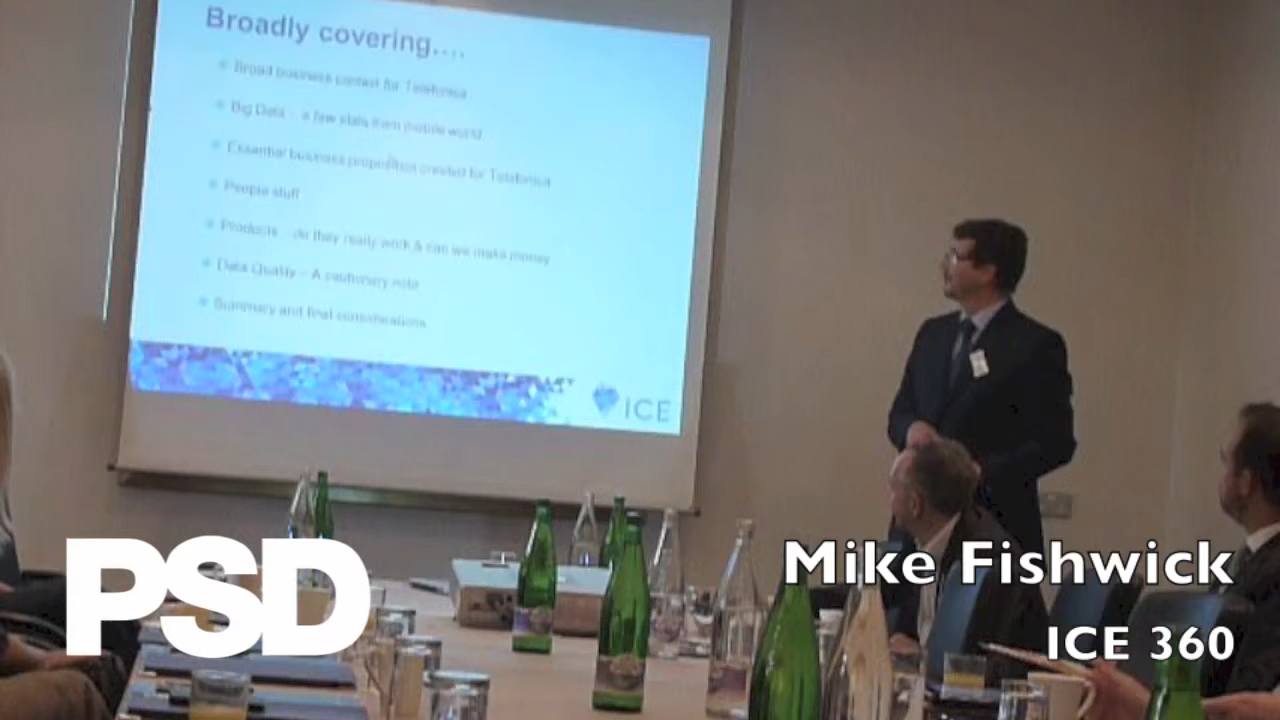 Broadly covering....
Broad business context for Telefonica
Big Data - a few stats from mobile world
Essential business proposition created for Telefonica
People stuff
Products - do they really work & can we make money
Data Quality - A cautionary note
Summary and final considerations
ICE
PSD
Mike Fishwick
ICE 360